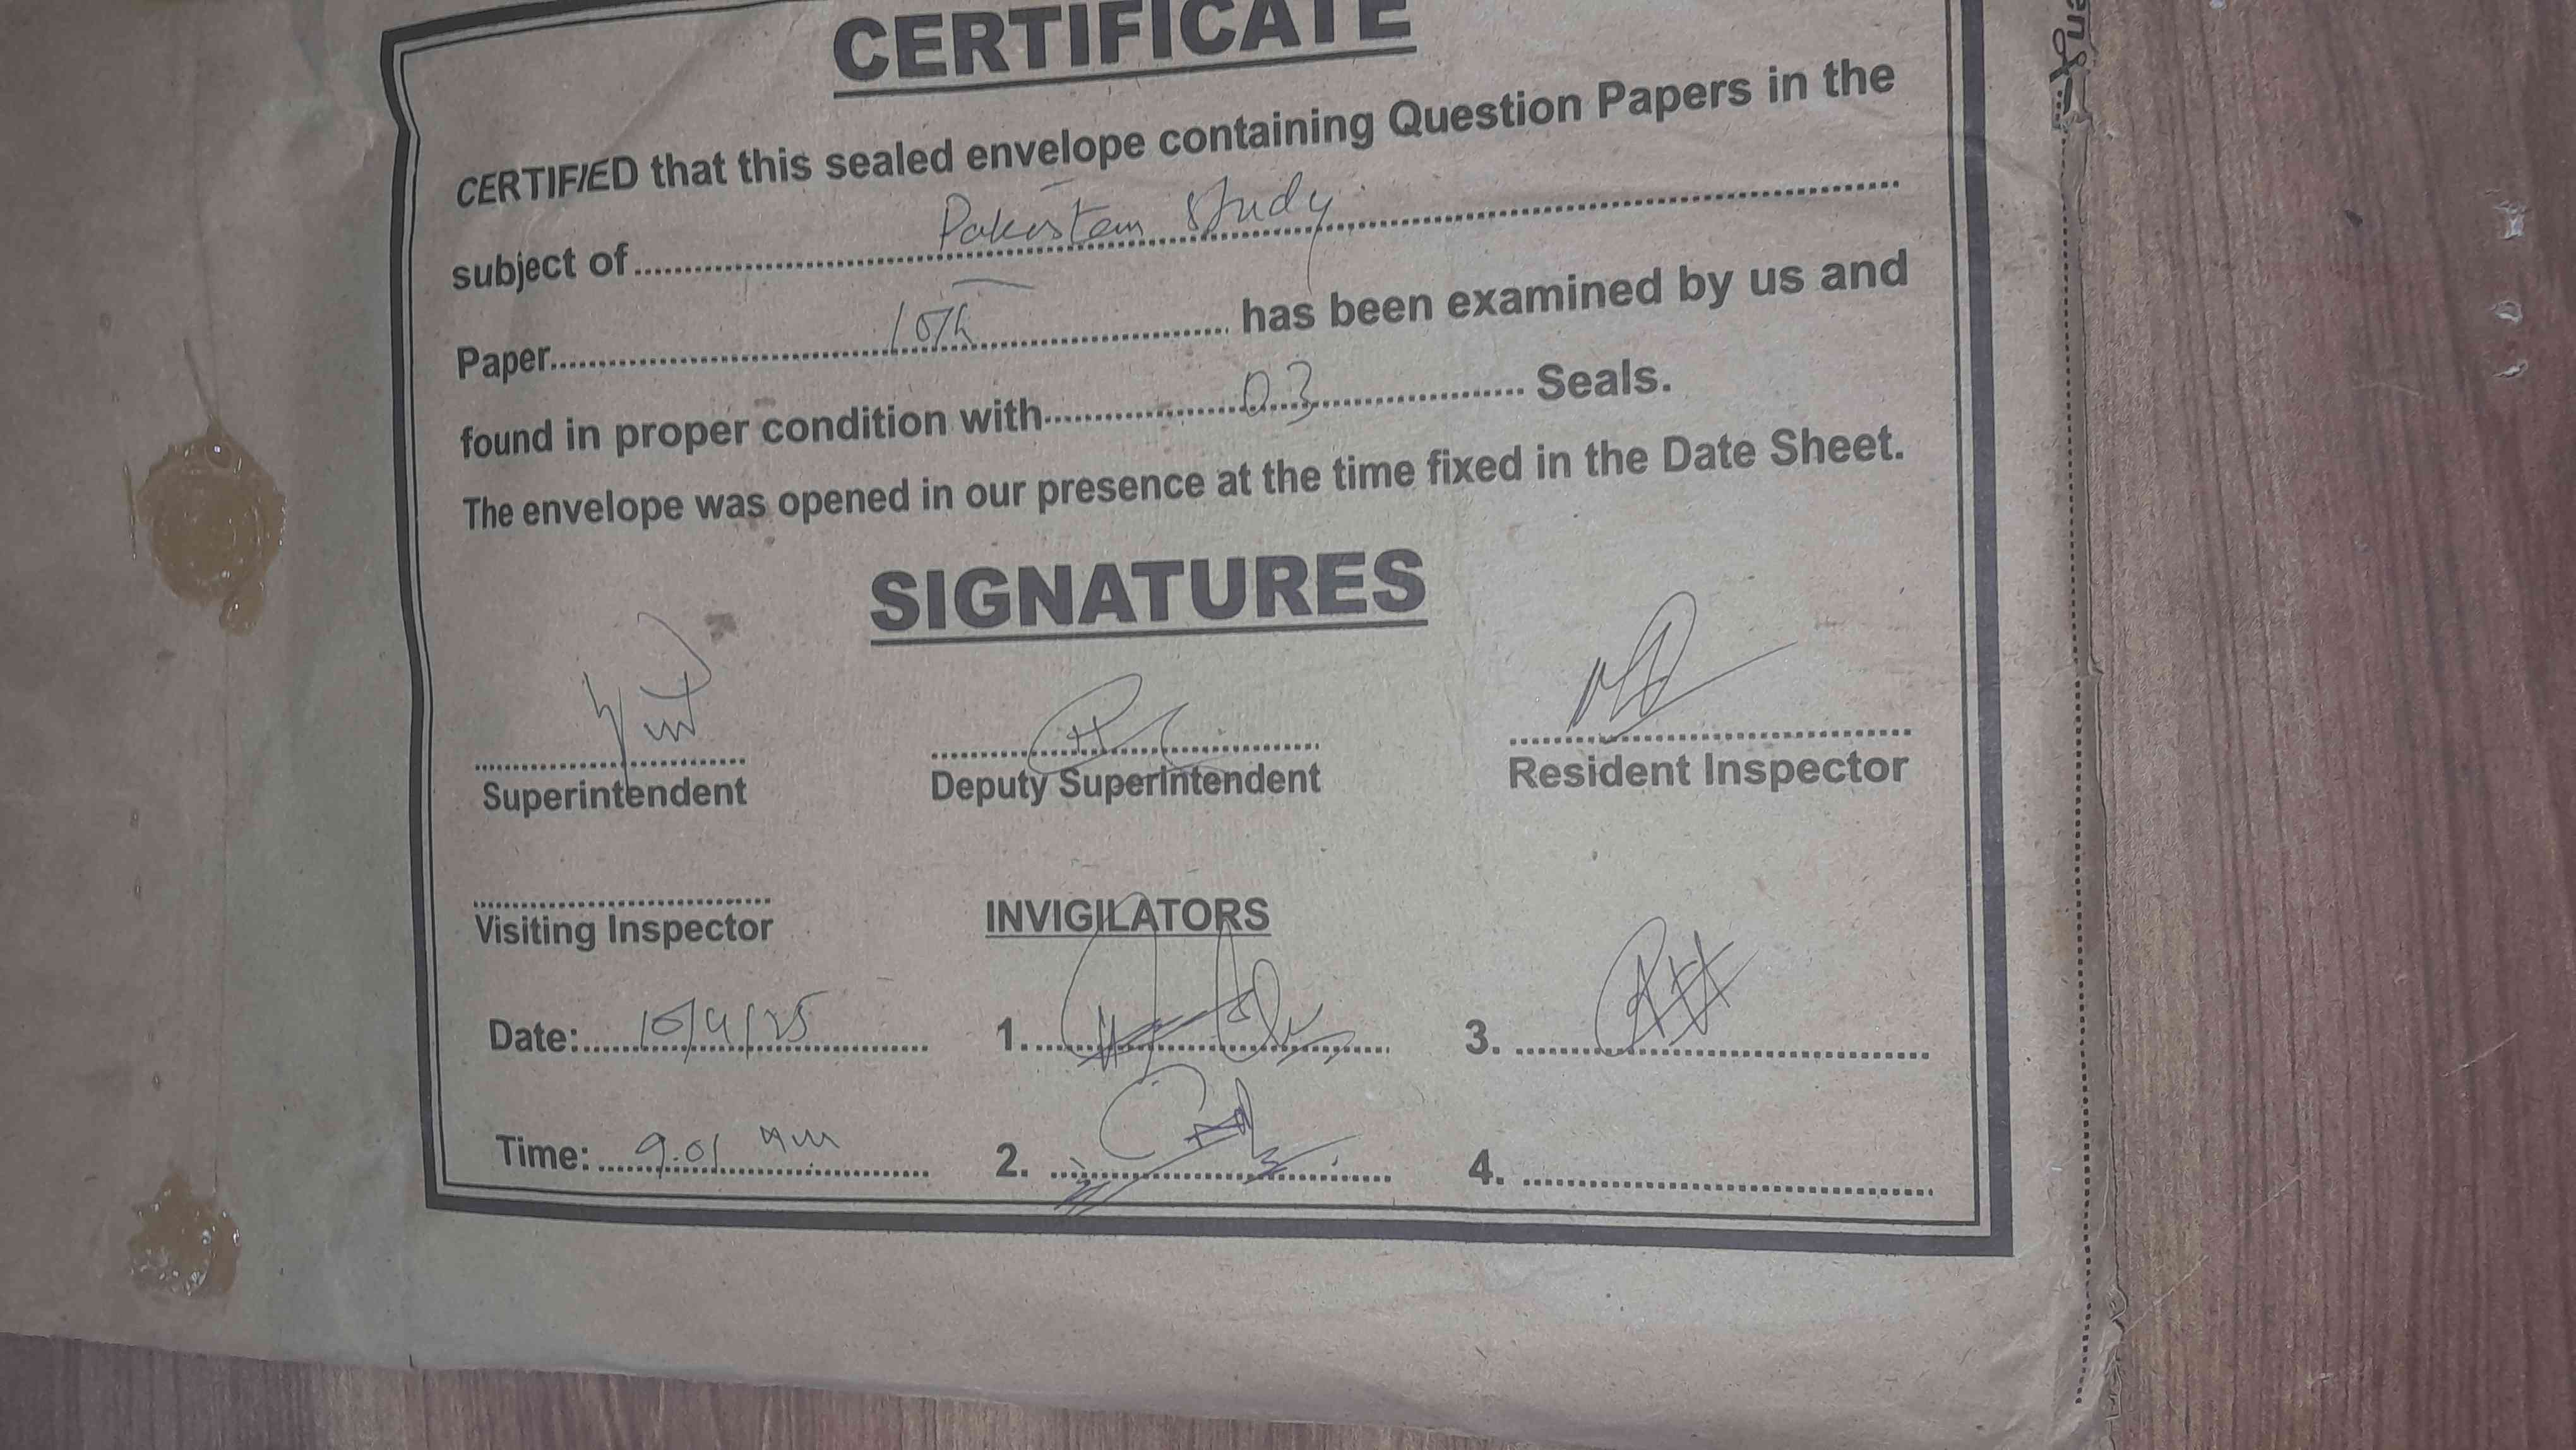 CERTIFICATE
CERTIFIED that this sealed envelope containing Question Papers in the
subject of Pakistan Study
Paper 10th has been examined by us and
found in proper condition with 03 Seals.
The envelope was opened in our presence at the time fixed in the Date Sheet.
SIGNATURES
Superintendent Deputy Superintendent Resident Inspector
Visiting Inspector INVIGILATORS
Date: 10/4/25 1. 3.
Time: 9:01 AM 2. 4.